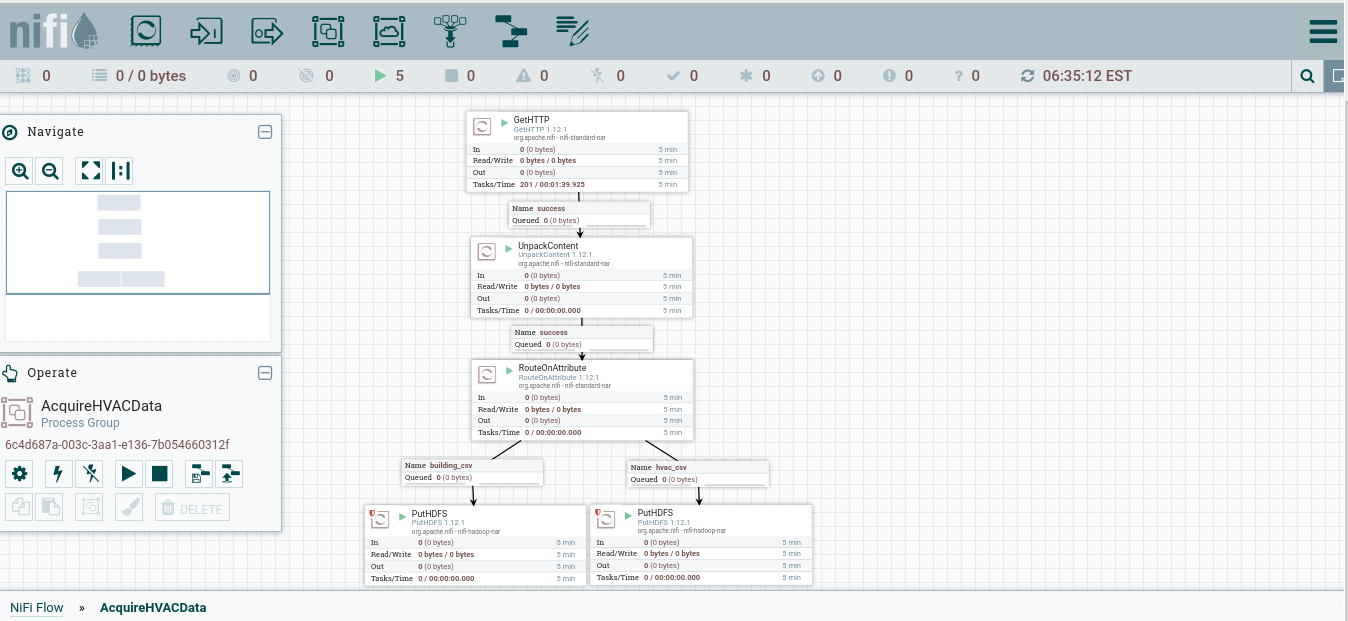 nifi
0 0 / 0 bytes 0 0 5 0 0 0 0 0 0 0 ? 0 06:35:12 EST
Navigate
Operate
AcquireHVACData
Process Group
6c4d687a-003c-3aa1-e136-7b054660312f
DELETE
GetHTTP
GetHTTP 1.12.1
org.apache.nifi - nifi-standard-nar
In 0 (0 bytes) 5 min
Read/Write 0 bytes / 0 bytes 5 min
Out 0 (0 bytes) 5 min
Tasks/Time 201 / 00:01:39.925 5 min
Name success
Queued 0 (0 bytes)
UnpackContent
UnpackContent 1.12.1
org.apache.nifi - nifi-standard-nar
In 0 (0 bytes) 5 min
Read/Write 0 bytes / 0 bytes 5 min
Out 0 (0 bytes) 5 min
Tasks/Time 0 / 00:00:00.000 5 min
Name success
Queued 0 (0 bytes)
RouteOnAttribute
RouteOnAttribute 1.12.1
org.apache.nifi - nifi-standard-nar
In 0 (0 bytes) 5 min
Read/Write 0 bytes / 0 bytes 5 min
Out 0 (0 bytes) 5 min
Tasks/Time 0 / 00:00:00.000 5 min
Name building_csv
Queued 0 (0 bytes)
Name hvac_csv
Queued 0 (0 bytes)
PutHDFS
PutHDFS 1.12.1
org.apache.nifi - nifi-hadoop-nar
In 0 (0 bytes) 5 min
Read/Write 0 bytes / 0 bytes 5 min
Out 0 (0 bytes) 5 min
Tasks/Time 0 / 00:00:00.000 5 min
PutHDFS
PutHDFS 1.12.1
org.apache.nifi - nifi-hadoop-nar
In 0 (0 bytes) 5 min
Read/Write 0 bytes / 0 bytes 5 min
Out 0 (0 bytes) 5 min
Tasks/Time 0 / 00:00:00.000 5 min
NiFi Flow » AcquireHVACData